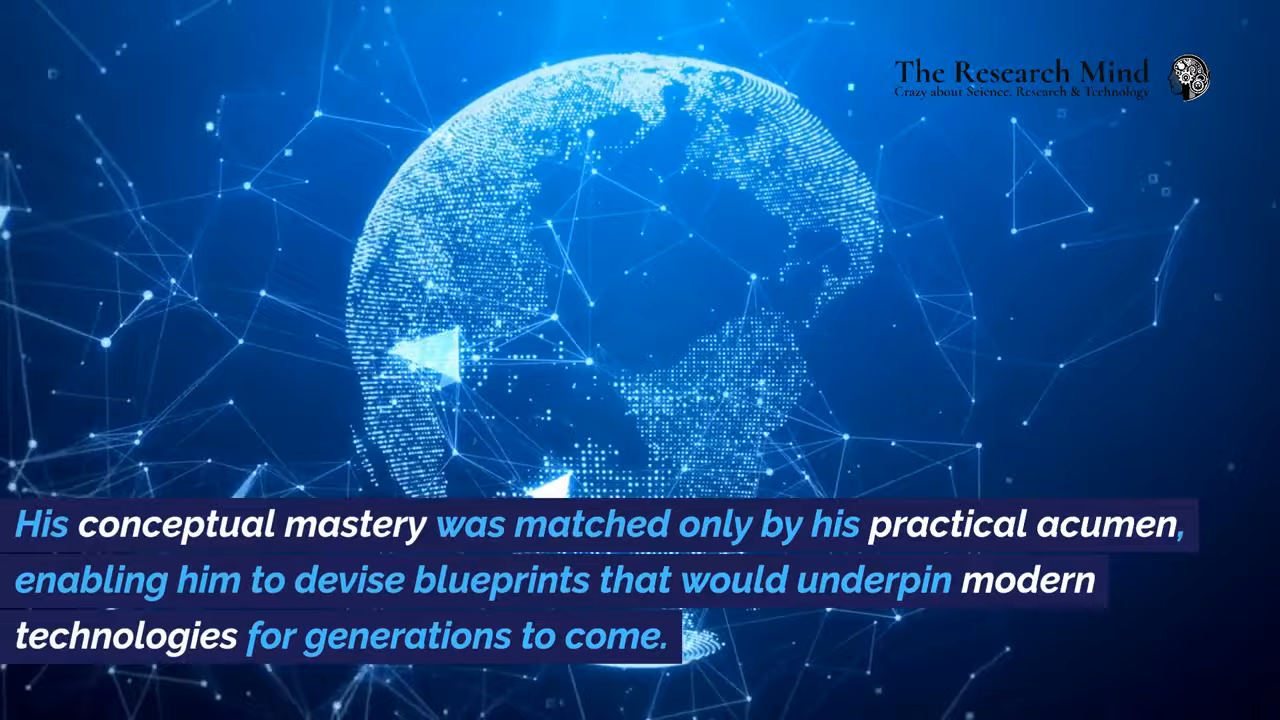 The Research Mind
Crazy about Science, Research & Technology
His conceptual mastery was matched only by his practical acumen,
enabling him to devise blueprints that would underpin modern
technologies for generations to come.